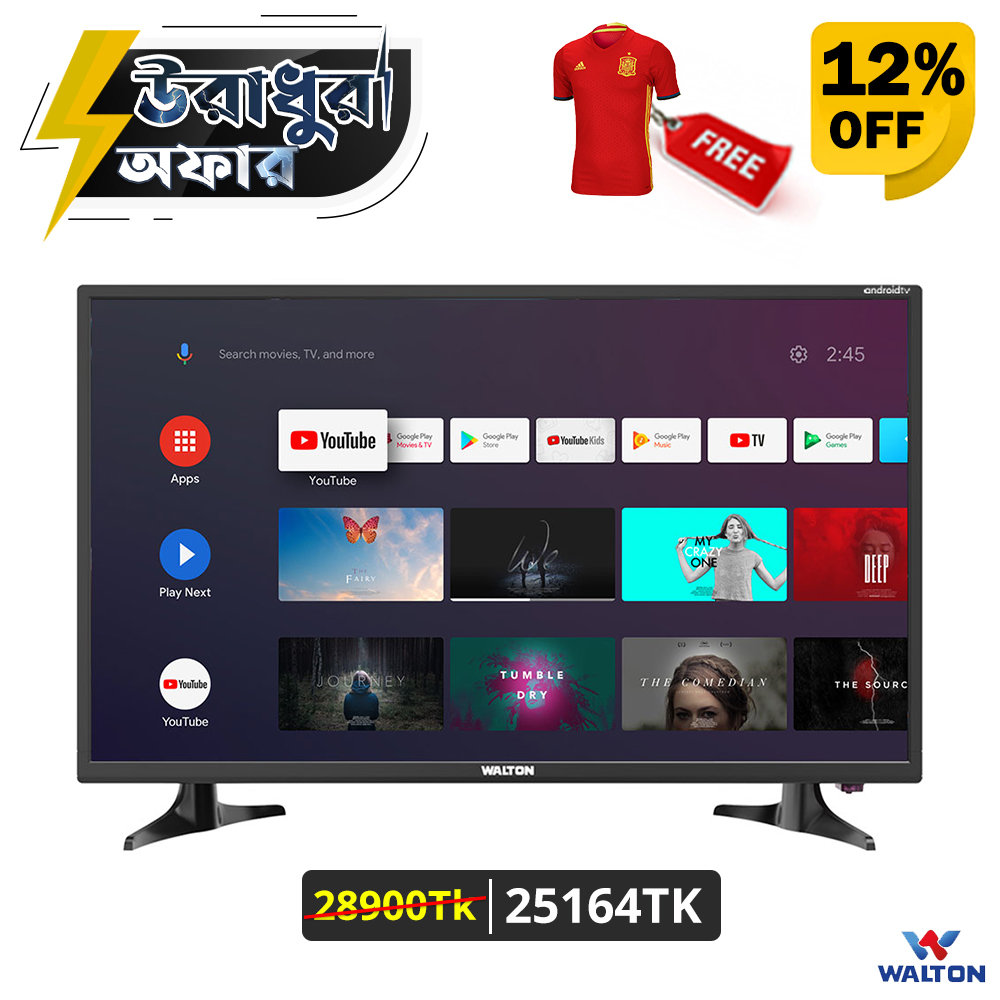 উরাধুরা
অফার
FREE
12%
OFF
androidtv
Search movies, TV, and more
2:45
Apps
YouTube
YouTube
Google Play
Movies & TV
Google Play
Store
YouTube Kids
Google Play
Music
TV
Google Play
Games
Play Next
THE
FAIRY
MY
CRAZY
ONE
DEEP
YouTube
YouTube
JOURNEY
TUMBLE
DRY
THE COMEDIAN
THE SOURC
WALTON
28900Tk
25164TK
WALTON